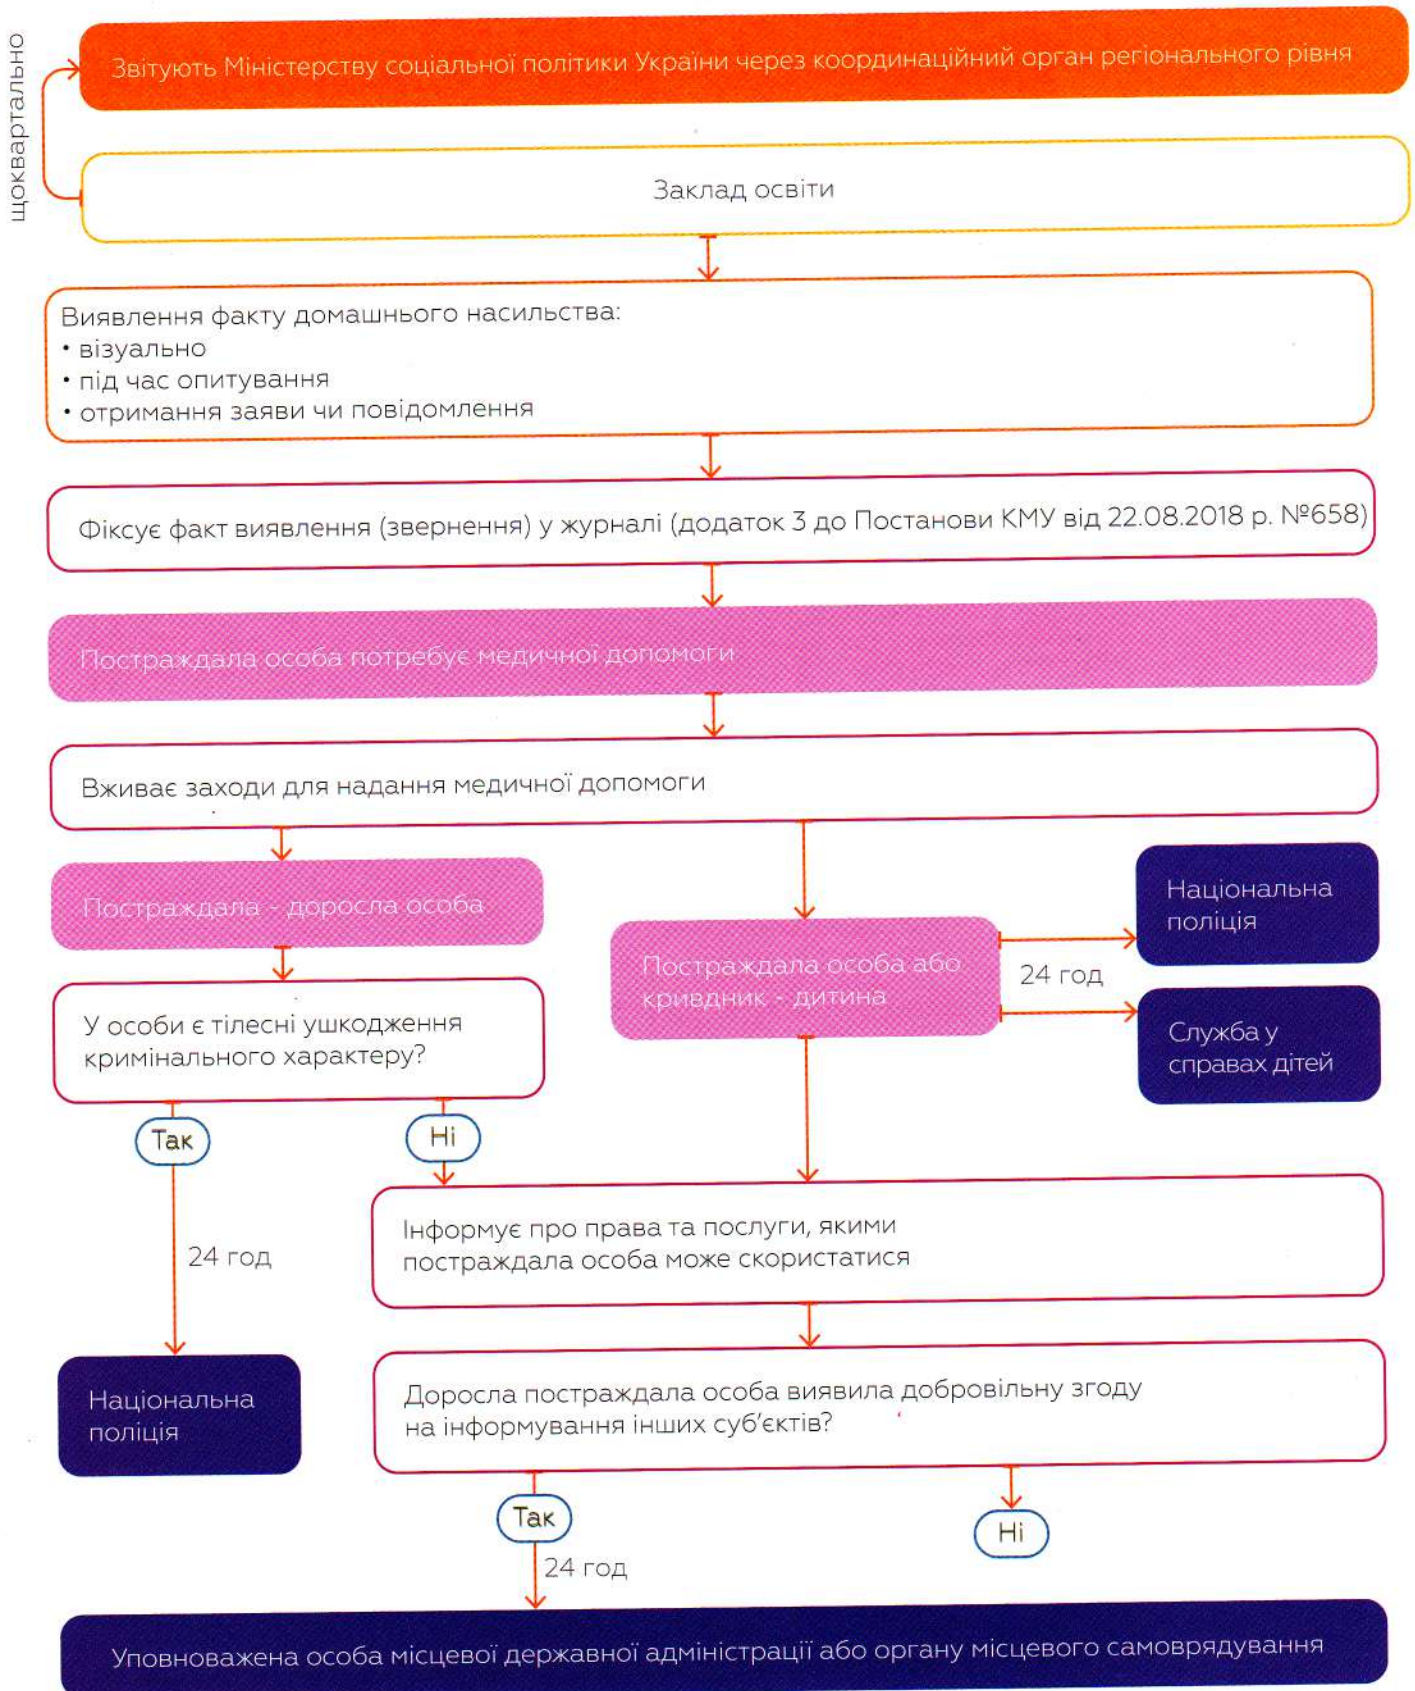 щоквартально
Звітують Міністерству соціальної політики України через координаційний орган регіонального рівня
Заклад освіти
Виявлення факту домашнього насильства:
• візуально
• під час опитування
• отримання заяви чи повідомлення
Фіксує факт виявлення (звернення) у журналі (додаток 3 до Постанови КМУ від 22.08.2018 р. №658)
Постраждала особа потребує медичної допомоги
Вживає заходи для надання медичної допомоги
Постраждала - доросла особа
Постраждала особа або
кривдник - дитина
24 год
Національна
поліція
Служба у
справах дітей
У особи є тілесні ушкодження
кримінального характеру?
Так
Ні
24 год
Національна
поліція
Інформує про права та послуги, якими
постраждала особа може скористатися
Доросла постраждала особа виявила добровільну згоду
на інформування інших суб’єктів?
Так
Ні
24 год
Уповноважена особа місцевої державної адміністрації або органу місцевого самоврядування